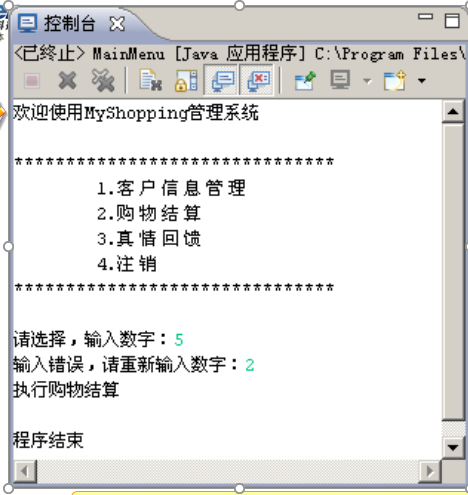 控制台
<已终止> MainMenu [Java 应用程序] C:\Program Files\
欢迎使用MyShopping管理系统
*******************************
1.客 户 信 息 管 理
2.购 物 结 算
3.真 情 回 馈
4.注 销
*******************************
请选择，输入数字：5
输入错误，请重新输入数字：2
执行购物结算
程序结束